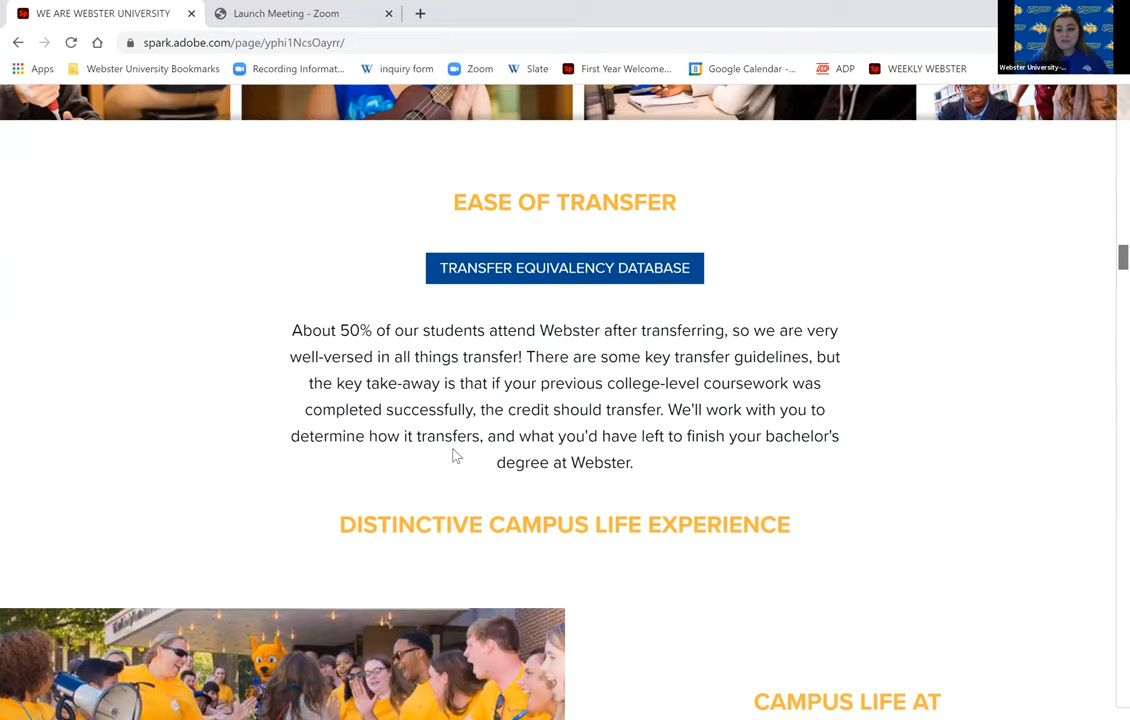 WE ARE WEBSTER UNIVERSITY
Launch Meeting - Zoom
spark.adobe.com/page/yphi1NcsOayrr/
Apps Webster University Bookmarks Recording Informat... inquiry form Zoom Slate First Year Welcome... Google Calendar -... ADP WEEKLY WEBSTER
Webster University-...
EASE OF TRANSFER
TRANSFER EQUIVALENCY DATABASE
About 50% of our students attend Webster after transferring, so we are very
well-versed in all things transfer! There are some key transfer guidelines, but
the key take-away is that if your previous college-level coursework was
completed successfully, the credit should transfer. We'll work with you to
determine how it transfers, and what you'd have left to finish your bachelor's
degree at Webster.
DISTINCTIVE CAMPUS LIFE EXPERIENCE
CAMPUS LIFE AT